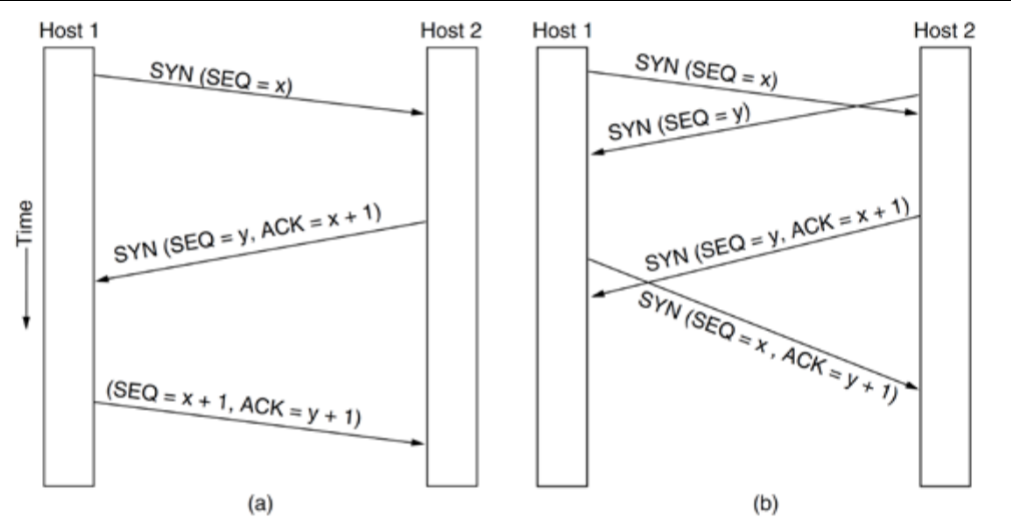 Host 1
Host 2
SYN (SEQ = x)
SYN (SEQ = y, ACK = x + 1)
(SEQ = x + 1, ACK = y + 1)
Time
(a)
Host 1
Host 2
SYN (SEQ = x)
SYN (SEQ = y)
SYN (SEQ = y, ACK = x + 1)
SYN (SEQ = x , ACK = y + 1)
(b)